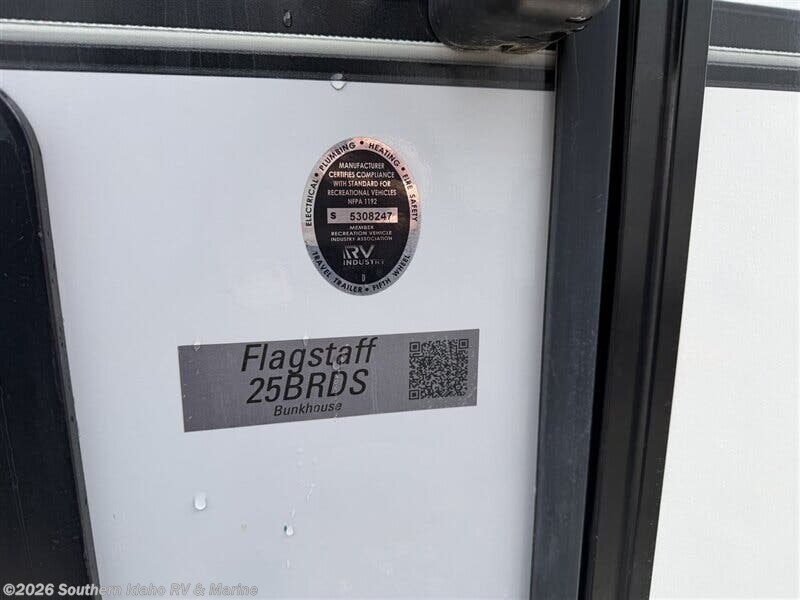 ELECTRICAL • PLUMBING • HEATING • FIRE SAFETY
MANUFACTURER
CERTIFIES COMPLIANCE
WITH STANDARD FOR
RECREATIONAL VEHICLES
NFPA 1192
S 5308247
MEMBER
RECREATION VEHICLE
INDUSTRY ASSOCIATION
RV
INDUSTRY
TRAVEL TRAILER • FIFTH WHEEL
Flagstaff
25BRDS
Bunkhouse
©2026 Southern Idaho RV & Marine